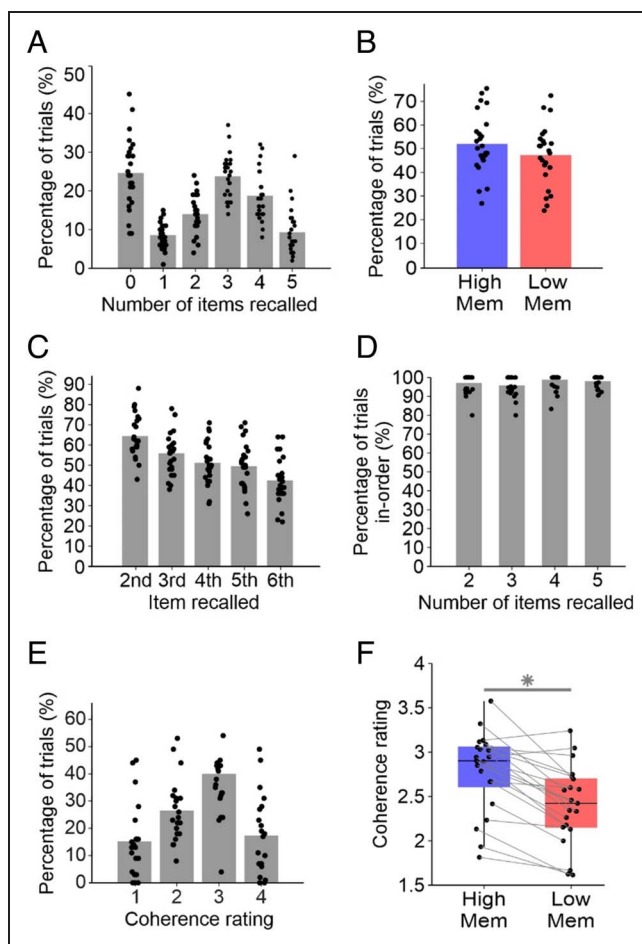 A
Percentage of trials (%)
50
40
30
20
10
0
0 1 2 3 4 5
Number of items recalled
B
Percentage of trials (%)
70
60
50
40
30
20
10
0
High Mem
Low Mem
C
Percentage of trials (%)
90
80
70
60
50
40
30
20
10
0
2nd 3rd 4th 5th 6th
Item recalled
D
Percentage of trials
in-order (%)
100
90
80
70
60
50
40
30
20
10
0
2 3 4 5
Number of items recalled
E
Percentage of trials (%)
60
50
40
30
20
10
0
1 2 3 4
Coherence rating
F
Coherence rating
4
3.5
3
2.5
2
1.5
*
High Mem
Low Mem